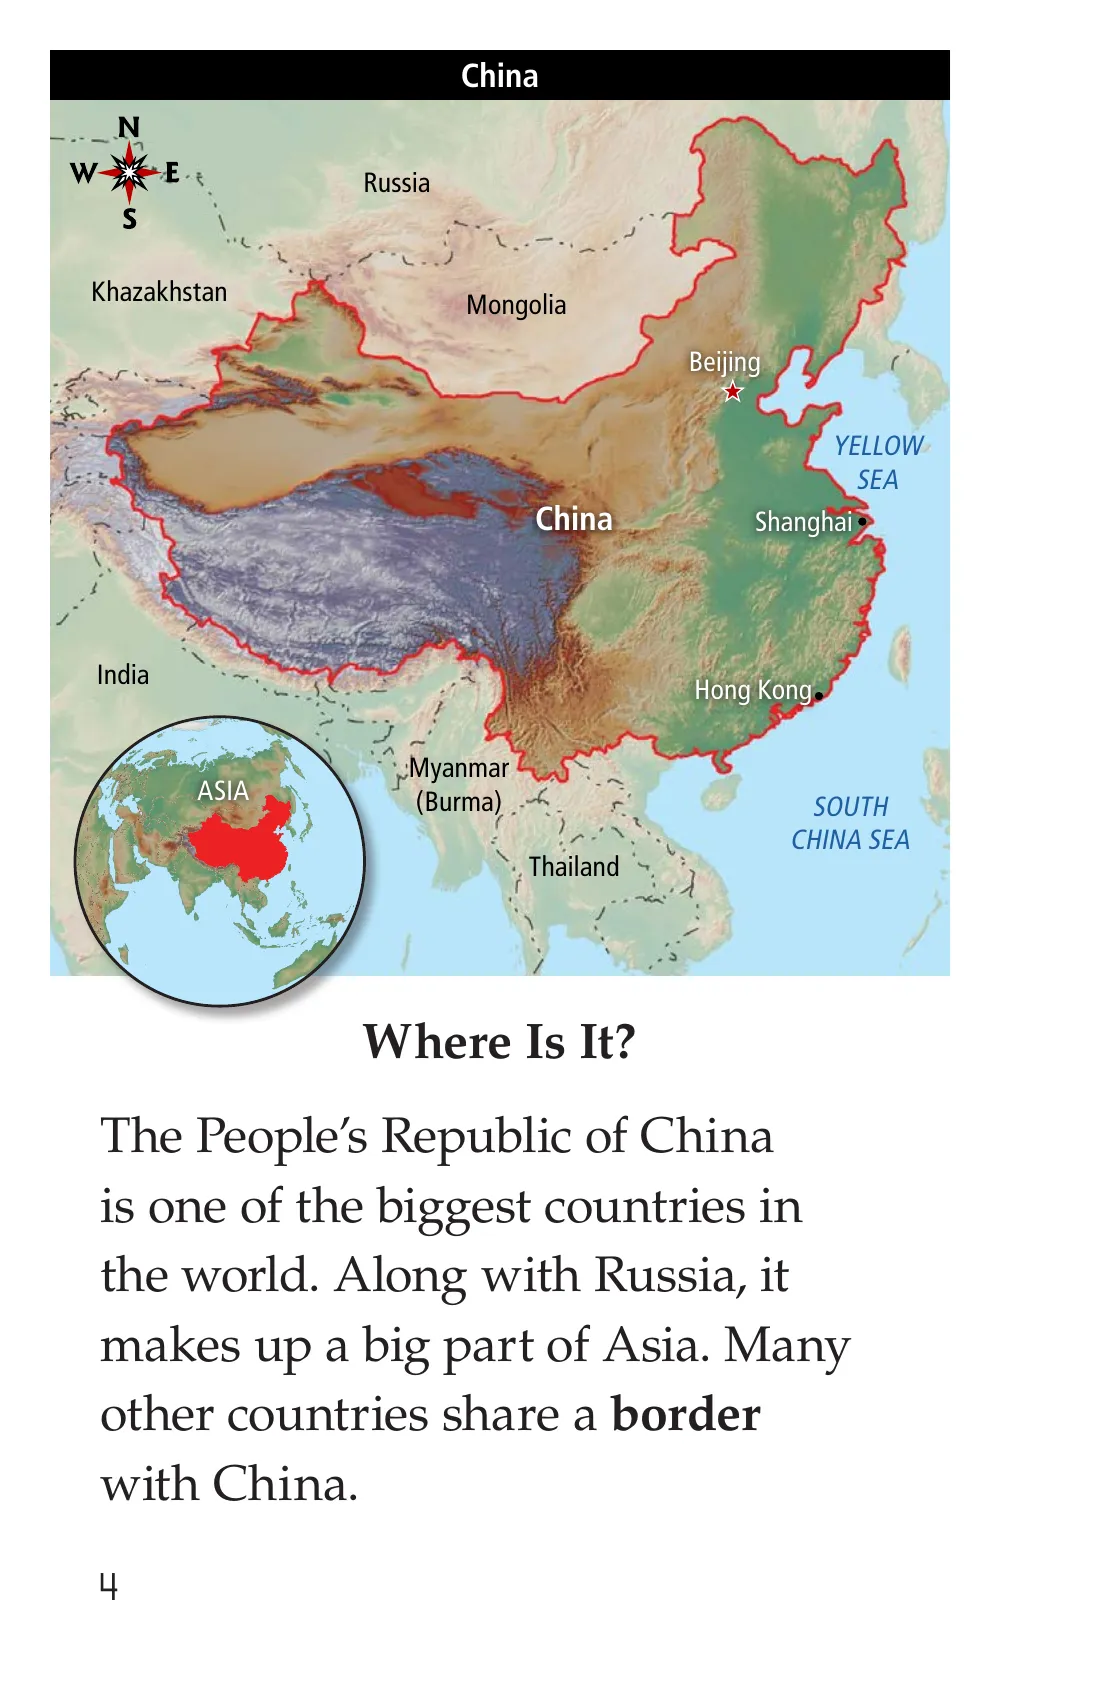 China
N
W E
S
Russia
Khazakhstan
Mongolia
Beijing
YELLOW
SEA
China
Shanghai
India
Hong Kong
Myanmar
(Burma)
ASIA
SOUTH
CHINA SEA
Thailand
Where Is It?
The People’s Republic of China
is one of the biggest countries in
the world. Along with Russia, it
makes up a big part of Asia. Many
other countries share a border
with China.
4